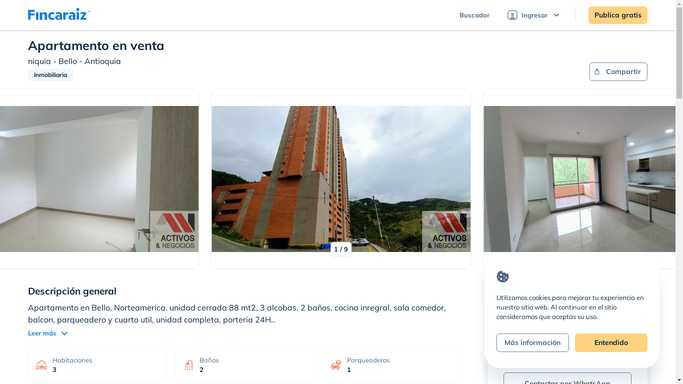 Fincaraiz
Buscador
Ingresar
Publica gratis
Apartamento en venta
niquia - Bello - Antioquia
Inmobiliaria
Compartir
ACTIVOS
& NEGOCIOS
ACTIVOS
& NEGOCIOS
1 / 9
Descripción general
Apartamento en Bello, Norteamerica, unidad cerrada 88 mt2, 3 alcobas, 2 baños, cocina inregral, sala comedor,
balcon, parqueadero y cuarto util, unidad completa, porteria 24H...
Leer más
Habitaciones
3
Baños
2
Parqueaderos
1
Utilizamos cookies para mejorar tu experiencia en
nuestro sitio web. Al continuar en el sitio
consideramos que aceptas su uso.
Más información
Entendido
Contactar por WhatsApp